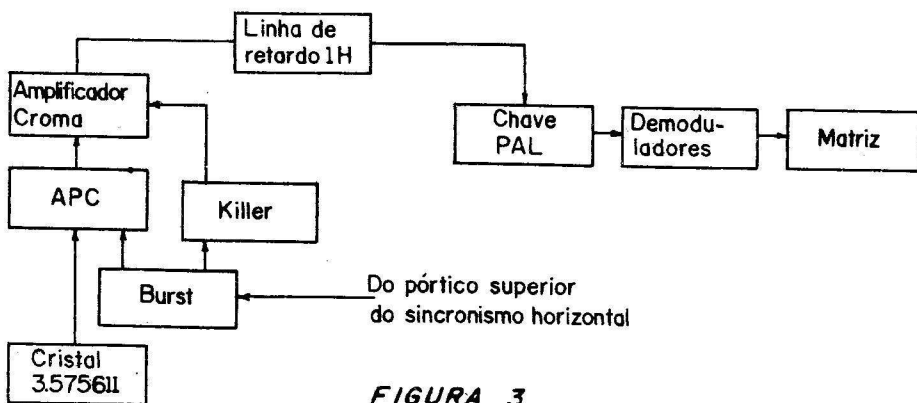 Linha de
retardo 1H
Amplificador
Croma
Chave
PAL
Demodu-
ladores
Matriz
APC
Killer
Burst
Do pórtico superior
do sincronismo horizontal
Cristal
3.575611
FIGURA 3